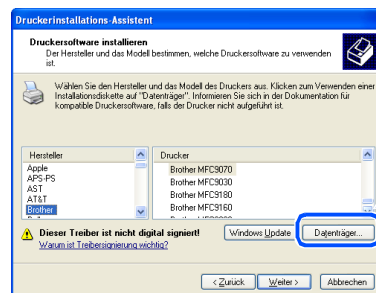 Druckerinstallations-Assistent
Druckersoftware installieren
Der Hersteller und das Modell bestimmen, welche Druckersoftware zu verwenden
ist.
Wählen Sie den Hersteller und das Modell des Druckers aus. Klicken zum Verwenden einer
Installationsdiskette auf "Datenträger". Informieren Sie sich in der Dokumentation für
kompatible Druckersoftware, falls der Drucker nicht aufgeführt ist.
Hersteller
Apple
APS-PS
AST
AT&T
Brother
Drucker
Brother MFC9070
Brother MFC9030
Brother MFC9180
Brother MFC9160
Dieser Treiber ist nicht digital signiert!
Warum ist Treibersignierung wichtig?
Windows Update
Datenträger...
< Zurück
Weiter >
Abbrechen